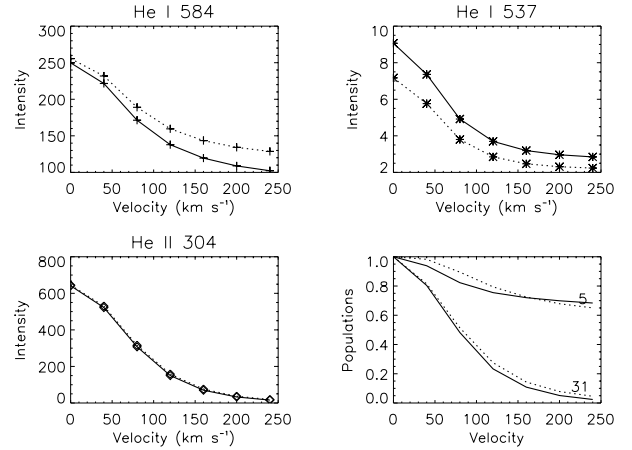 He I 584
300
250
200
150
100
Intensity
0 50 100 150 200 250
Velocity (km s⁻¹)
He I 537
10
8
6
4
2
Intensity
0 50 100 150 200 250
Velocity (km s⁻¹)
He II 304
800
600
400
200
0
Intensity
0 50 100 150 200 250
Velocity (km s⁻¹)
1.0
0.8
0.6
0.4
0.2
0.0
Populations
5
31
0 50 100 150 200 250
Velocity